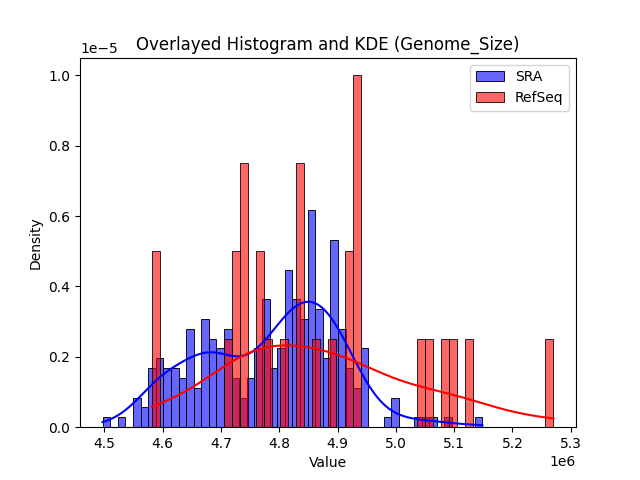 Overlayed Histogram and KDE (Genome_Size)
1e−5
SRA
RefSeq
1.0
0.8
0.6
0.4
0.2
0.0
Density
4.5 4.6 4.7 4.8 4.9 5.0 5.1 5.2 5.3
Value
1e6